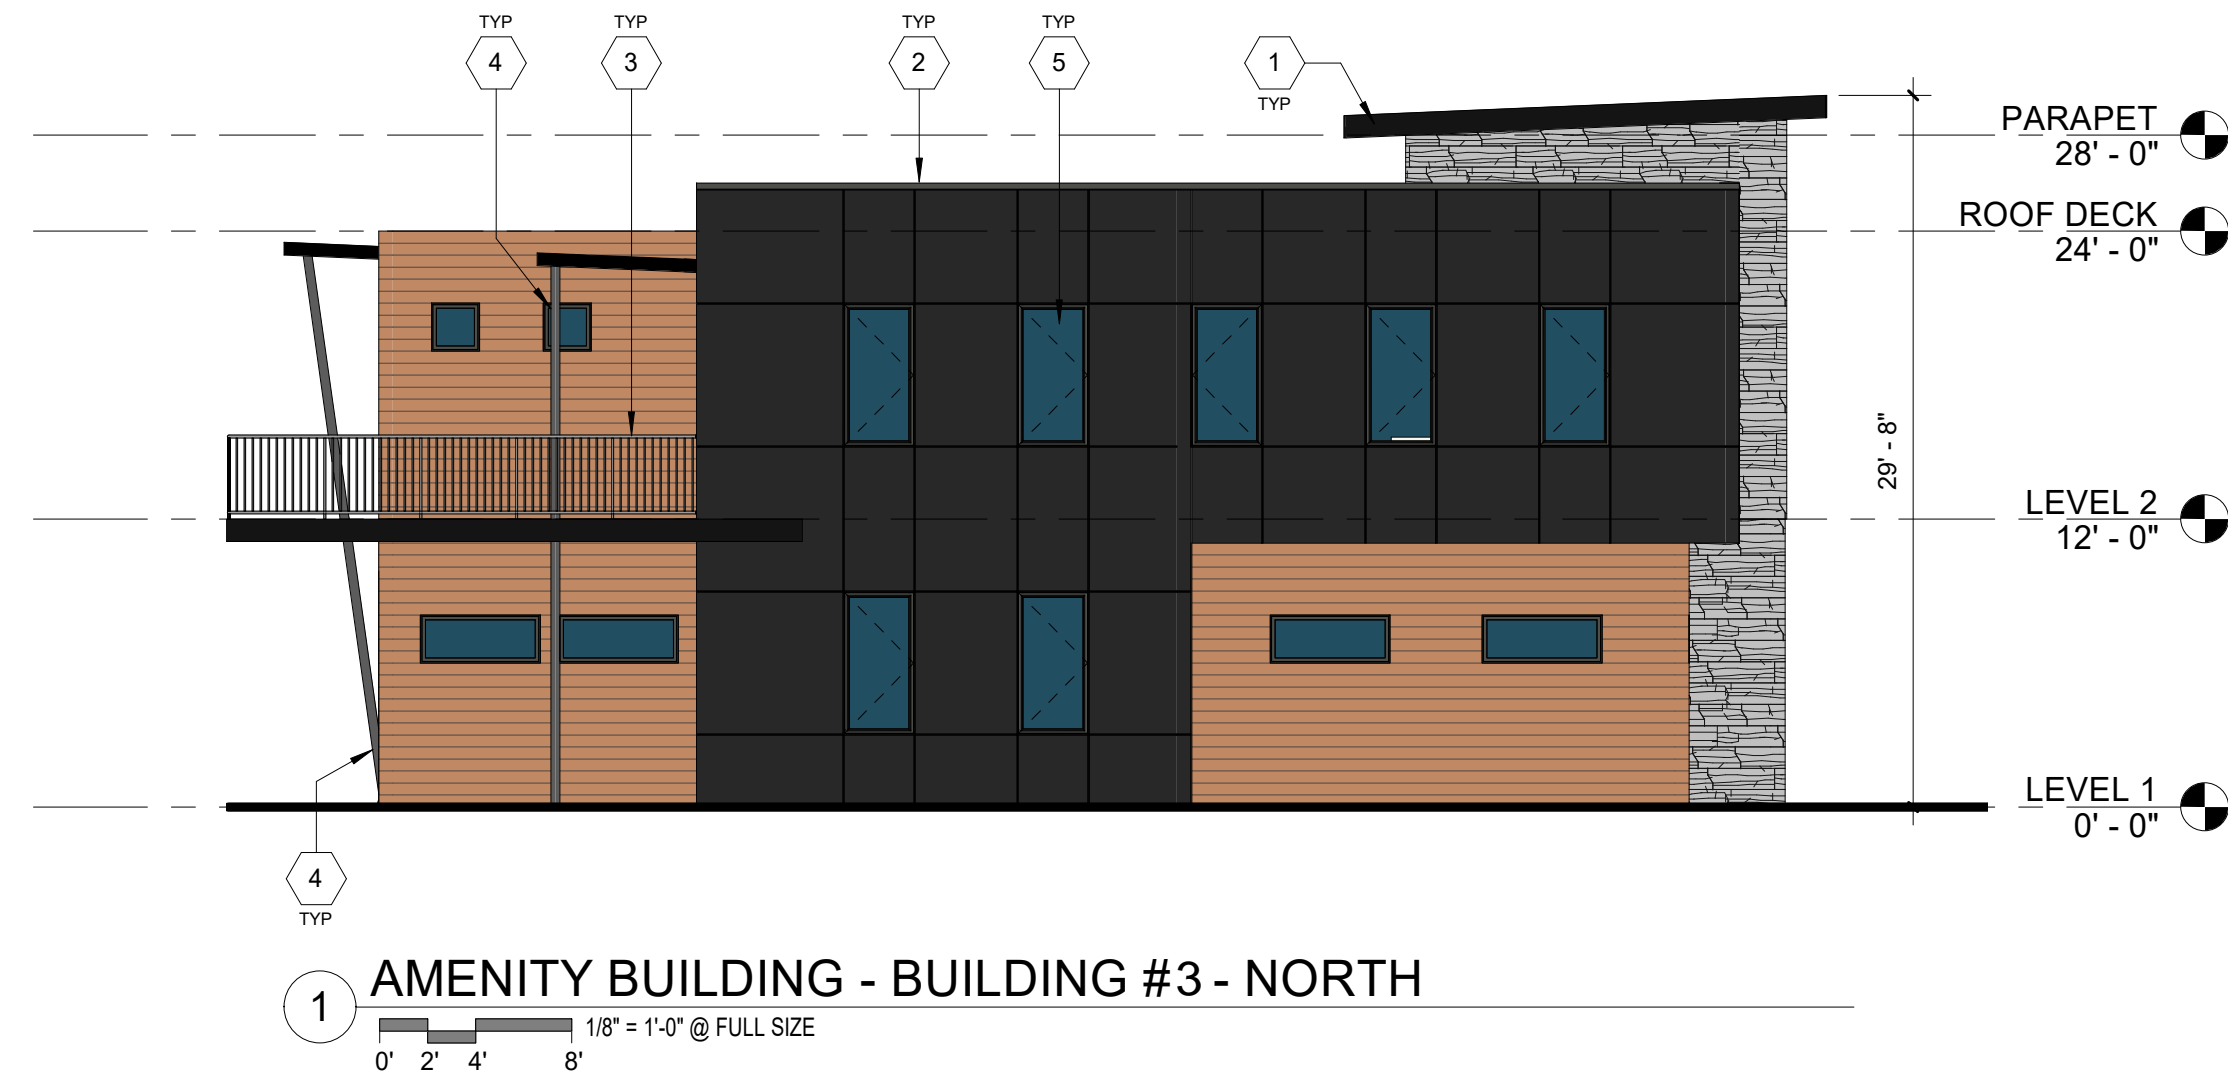 TYP TYP TYP TYP
4 3 2 5 1
TYP
PARAPET
28' - 0"
ROOF DECK
24' - 0"
29' - 8"
LEVEL 2
12' - 0"
LEVEL 1
0' - 0"
4
TYP
1 AMENITY BUILDING - BUILDING #3 - NORTH
1/8" = 1'-0" @ FULL SIZE
0' 2' 4' 8'